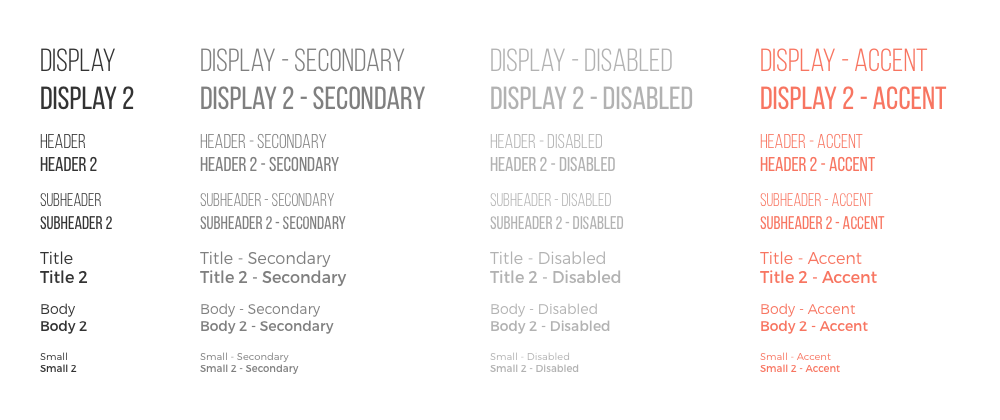 DISPLAY DISPLAY - SECONDARY DISPLAY - DISABLED DISPLAY - ACCENT
DISPLAY 2 DISPLAY 2 - SECONDARY DISPLAY 2 - DISABLED DISPLAY 2 - ACCENT
HEADER HEADER - SECONDARY HEADER - DISABLED HEADER - ACCENT
HEADER 2 HEADER 2 - SECONDARY HEADER 2 - DISABLED HEADER 2 - ACCENT
SUBHEADER SUBHEADER - SECONDARY SUBHEADER - DISABLED SUBHEADER - ACCENT
SUBHEADER 2 SUBHEADER 2 - SECONDARY SUBHEADER 2 - DISABLED SUBHEADER 2 - ACCENT
Title Title - Secondary Title - Disabled Title - Accent
Title 2 Title 2 - Secondary Title 2 - Disabled Title 2 - Accent
Body Body - Secondary Body - Disabled Body - Accent
Body 2 Body 2 - Secondary Body 2 - Disabled Body 2 - Accent
Small Small - Secondary Small - Disabled Small - Accent
Small 2 Small 2 - Secondary Small 2 - Disabled Small 2 - Accent